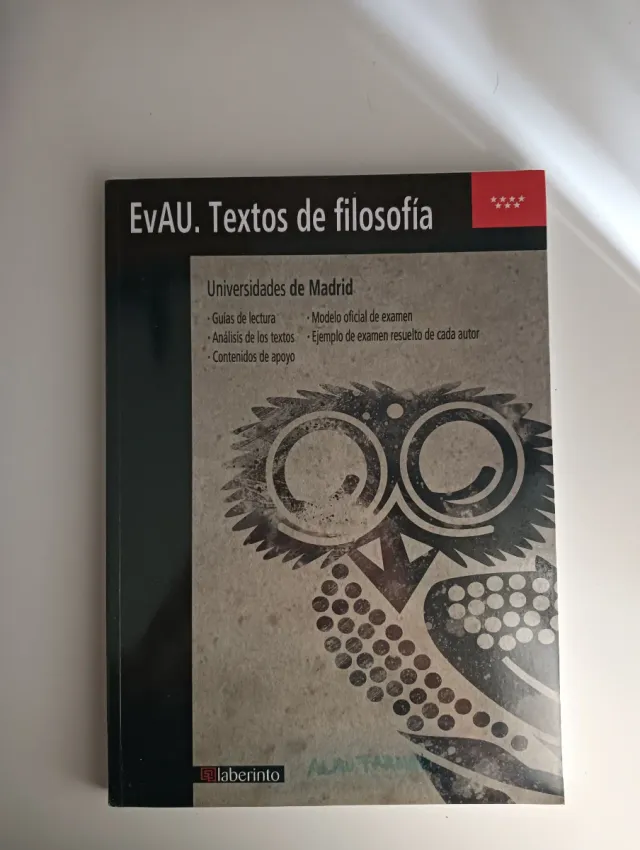 EvAU. Textos de filosofía
Universidades de Madrid
· Guías de lectura
· Análisis de los textos
· Contenidos de apoyo
· Modelo oficial de examen
· Ejemplo de examen resuelto de cada autor
laberinto